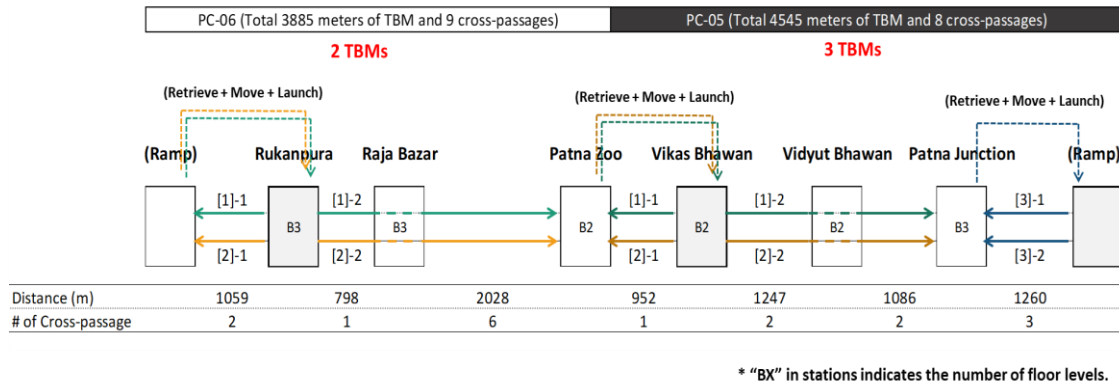 PC-06 (Total 3885 meters of TBM and 9 cross-passages) PC-05 (Total 4545 meters of TBM and 8 cross-passages)
2 TBMs 3 TBMs
(Retrieve + Move + Launch) (Retrieve + Move + Launch) (Retrieve + Move + Launch)
(Ramp) Rukanpura Raja Bazar Patna Zoo Vikas Bhawan Vidyut Bhawan Patna Junction (Ramp)
[1]-1 [1]-2 [1]-1 [1]-2 [3]-1
B3 B3 B2 B2 B2 B3
[2]-1 [2]-2 [2]-1 [2]-2 [3]-2
Distance (m) 1059 798 2028 952 1247 1086 1260
# of Cross-passage 2 1 6 1 2 2 3
* "BX" in stations indicates the number of floor levels.